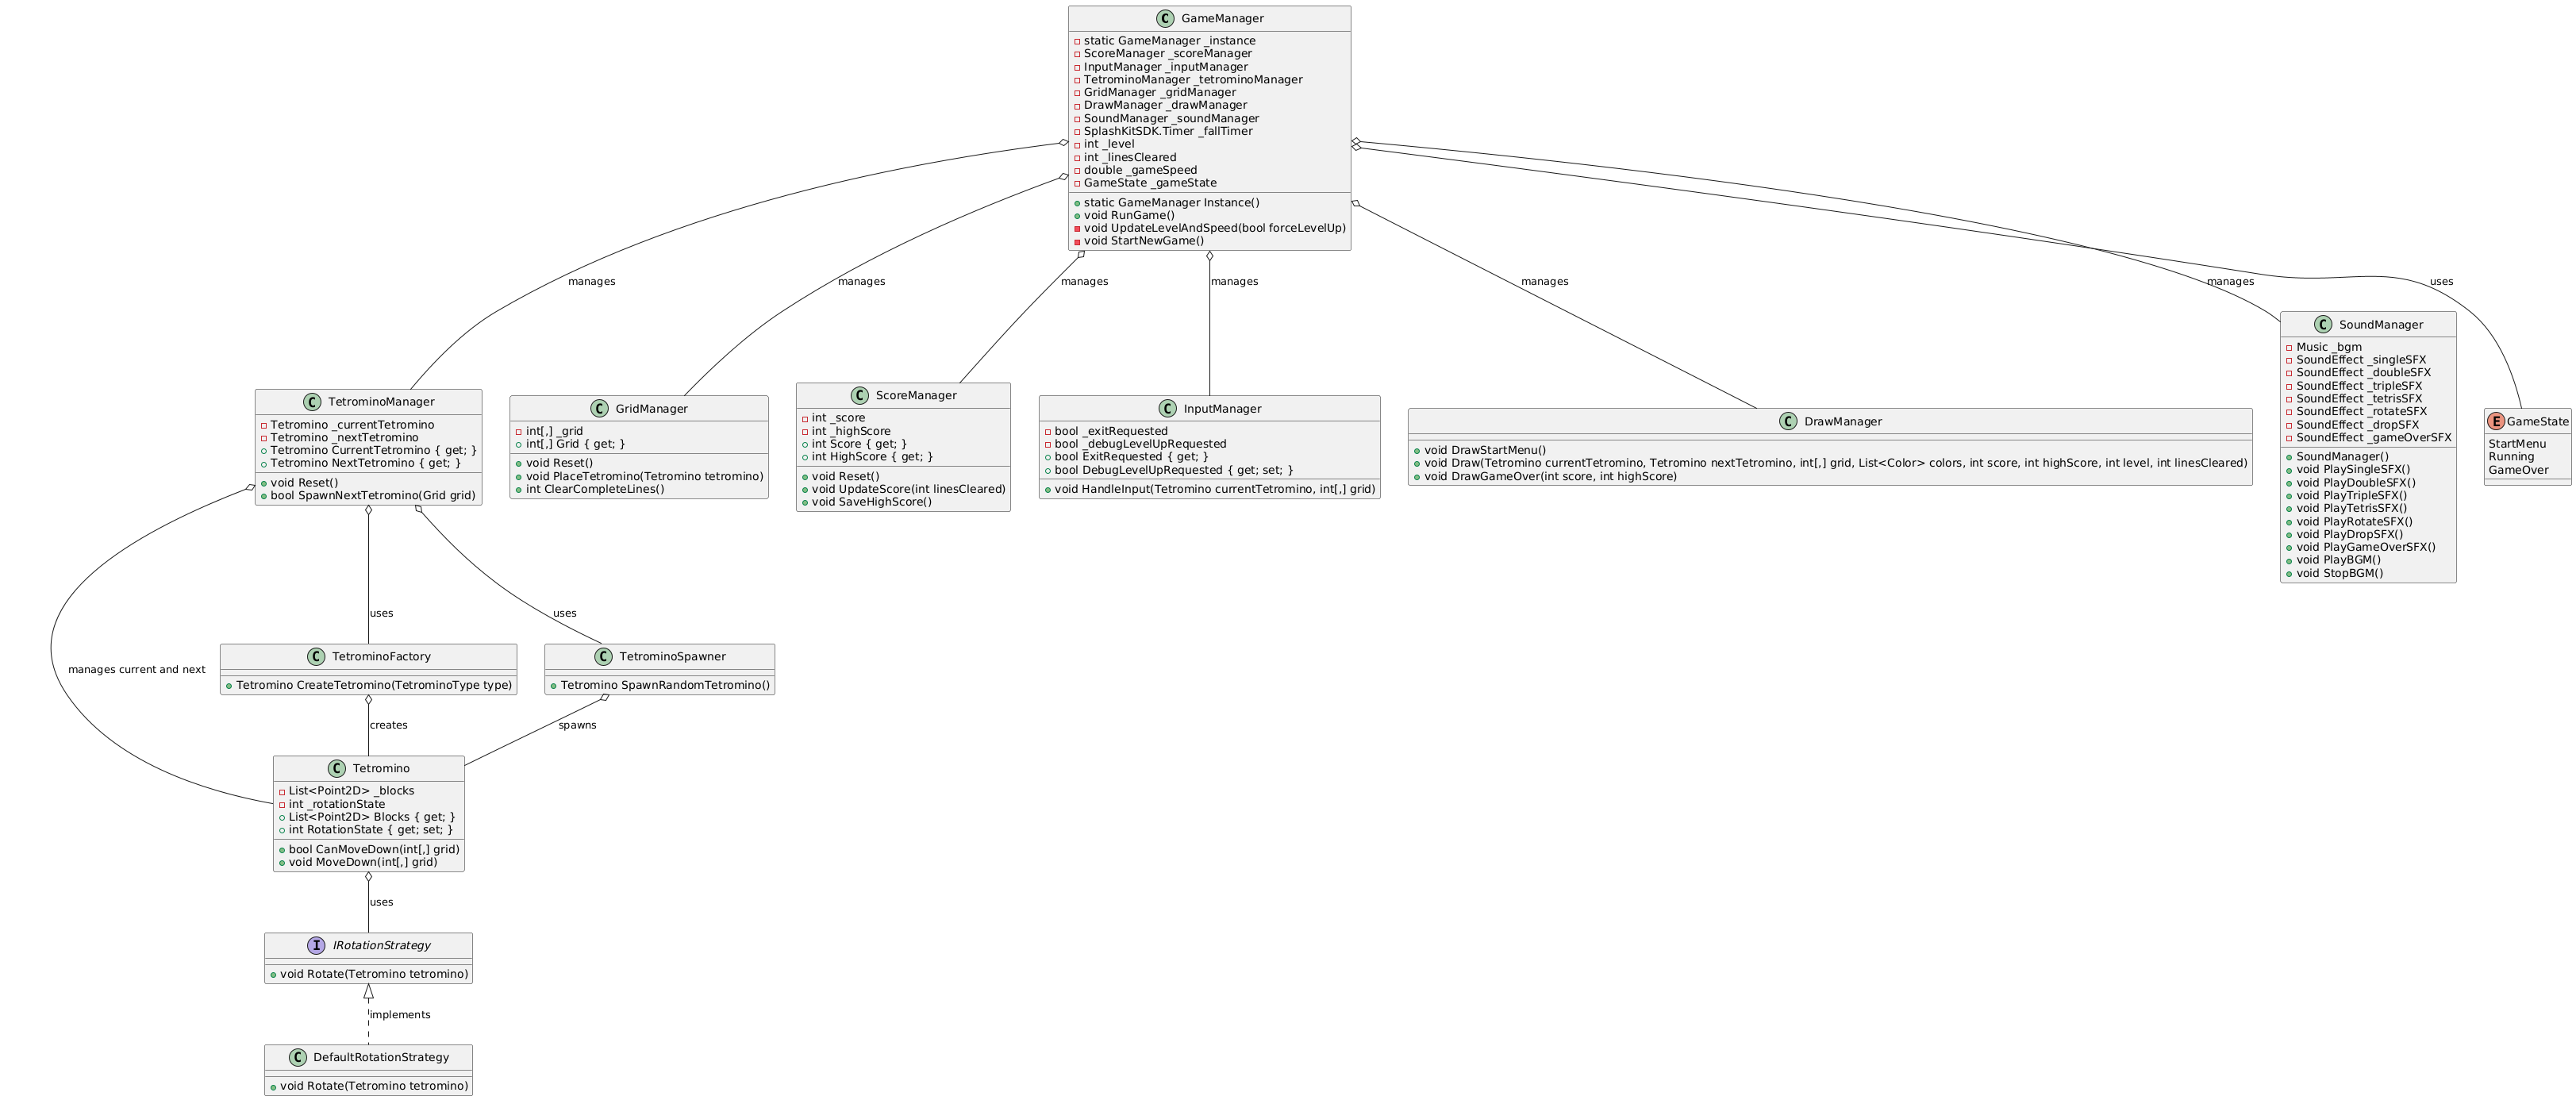 C GameManager
static GameManager _instance
ScoreManager _scoreManager
InputManager _inputManager
TetrominoManager _tetrominoManager
GridManager _gridManager
DrawManager _drawManager
SoundManager _soundManager
SplashKitSDK.Timer _fallTimer
int _level
int _linesCleared
double _gameSpeed
GameState _gameState
static GameManager Instance()
void RunGame()
void UpdateLevelAndSpeed(bool forceLevelUp)
void StartNewGame()
manages
manages
manages
manages
manages
manages
uses
C TetrominoManager
Tetromino _currentTetromino
Tetromino _nextTetromino
Tetromino CurrentTetromino { get; }
Tetromino NextTetromino { get; }
void Reset()
bool SpawnNextTetromino(Grid grid)
C GridManager
int[,] _grid
int[,] Grid { get; }
void Reset()
void PlaceTetromino(Tetromino tetromino)
int ClearCompleteLines()
C ScoreManager
int _score
int _highScore
int Score { get; }
int HighScore { get; }
void Reset()
void UpdateScore(int linesCleared)
void SaveHighScore()
C InputManager
bool _exitRequested
bool _debugLevelUpRequested
bool ExitRequested { get; }
bool DebugLevelUpRequested { get; set; }
void HandleInput(Tetromino currentTetromino, int[,] grid)
C DrawManager
void DrawStartMenu()
void Draw(Tetromino currentTetromino, Tetromino nextTetromino, int[,] grid, List<Color> colors, int score, int highScore, int level, int linesCleared)
void DrawGameOver(int score, int highScore)
C SoundManager
Music _bgm
SoundEffect _singleSFX
SoundEffect _doubleSFX
SoundEffect _tripleSFX
SoundEffect _tetrisSFX
SoundEffect _rotateSFX
SoundEffect _dropSFX
SoundEffect _gameOverSFX
SoundManager()
void PlaySingleSFX()
void PlayDoubleSFX()
void PlayTripleSFX()
void PlayTetrisSFX()
void PlayRotateSFX()
void PlayDropSFX()
void PlayGameOverSFX()
void PlayBGM()
void StopBGM()
E GameState
StartMenu
Running
GameOver
manages current and next
uses
uses
C TetrominoFactory
Tetromino CreateTetromino(TetrominoType type)
C TetrominoSpawner
Tetromino SpawnRandomTetromino()
creates
spawns
C Tetromino
List<Point2D> _blocks
int _rotationState
List<Point2D> Blocks { get; }
int RotationState { get; set; }
bool CanMoveDown(int[,] grid)
void MoveDown(int[,] grid)
uses
I IRotationStrategy
void Rotate(Tetromino tetromino)
implements
C DefaultRotationStrategy
void Rotate(Tetromino tetromino)